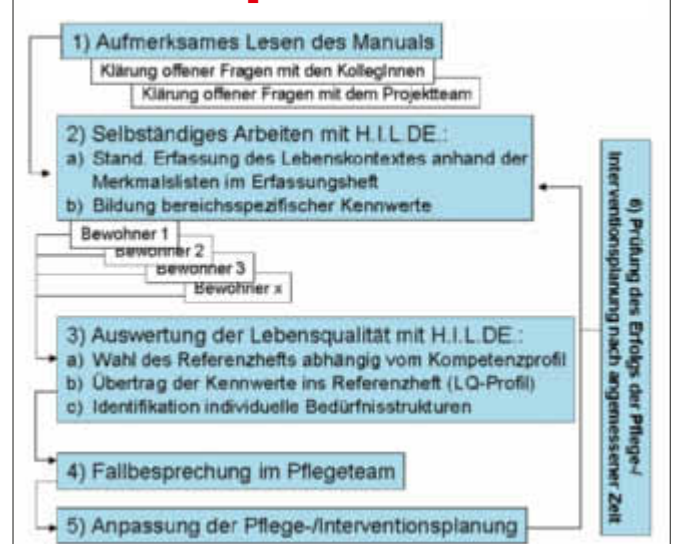 1) Aufmerksames Lesen des Manuals
Klärung offener Fragen mit den KollegInnen
Klärung offener Fragen mit dem Projektteam
2) Selbständiges Arbeiten mit H.I.L.DE.:
a) Stand. Erfassung des Lebenskontextes anhand der
Merkmalslisten im Erfassungsheft
b) Bildung bereichsspezifischer Kennwerte
Bewohner 1
Bewohner 2
Bewohner 3
Bewohner x
3) Auswertung der Lebensqualität mit H.I.L.DE.:
a) Wahl des Referenzhefts abhängig vom Kompetenzprofil
b) Übertrag der Kennwerte ins Referenzheft (LQ-Profil)
c) Identifikation individuelle Bedürfnisstrukturen
4) Fallbesprechung im Pflegeteam
5) Anpassung der Pflege-/Interventionsplanung
6) Prüfung des Erfolgs der Pflege-/
Interventionsplanung nach angemessener Zeit